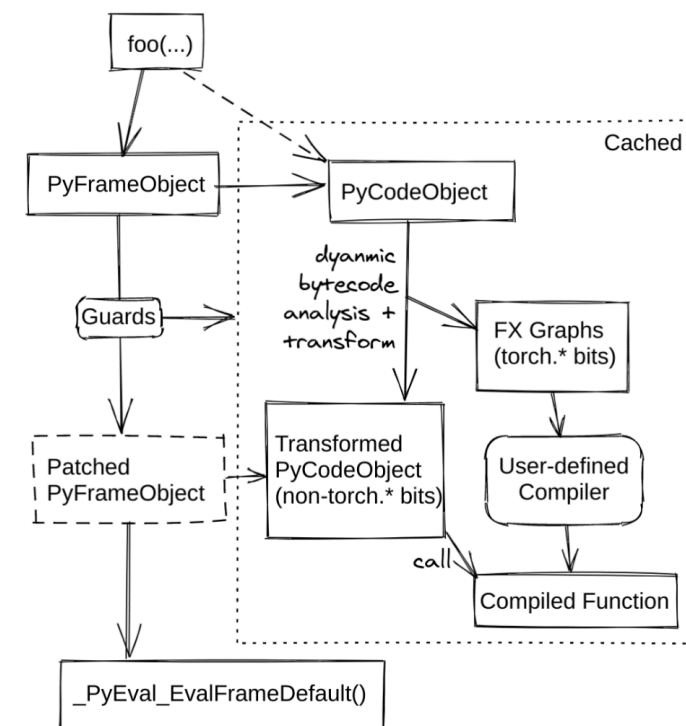 foo(...)
Cached
PyFrameObject
PyCodeObject
dyanmic
bytecode
analysis +
transform
Guards
FX Graphs
(torch.* bits)
Transformed
PyCodeObject
(non-torch.* bits)
Patched
PyFrameObject
User-defined
Compiler
call
Compiled Function
_PyEval_EvalFrameDefault()